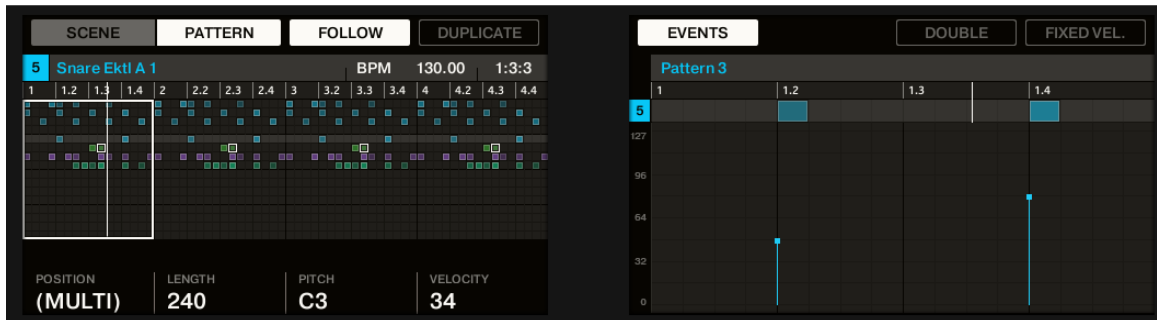 SCENE PATTERN FOLLOW DUPLICATE
5 Snare Ektl A 1 BPM 130.00 1:3:3
1 1.2 1.3 1.4 2 2.2 2.3 2.4 3 3.2 3.3 3.4 4 4.2 4.3 4.4
POSITION LENGTH PITCH VELOCITY
(MULTI) 240 C3 34
EVENTS DOUBLE FIXED VEL.
Pattern 3
1 1.2 1.3 1.4
5
127
96
64
32
0